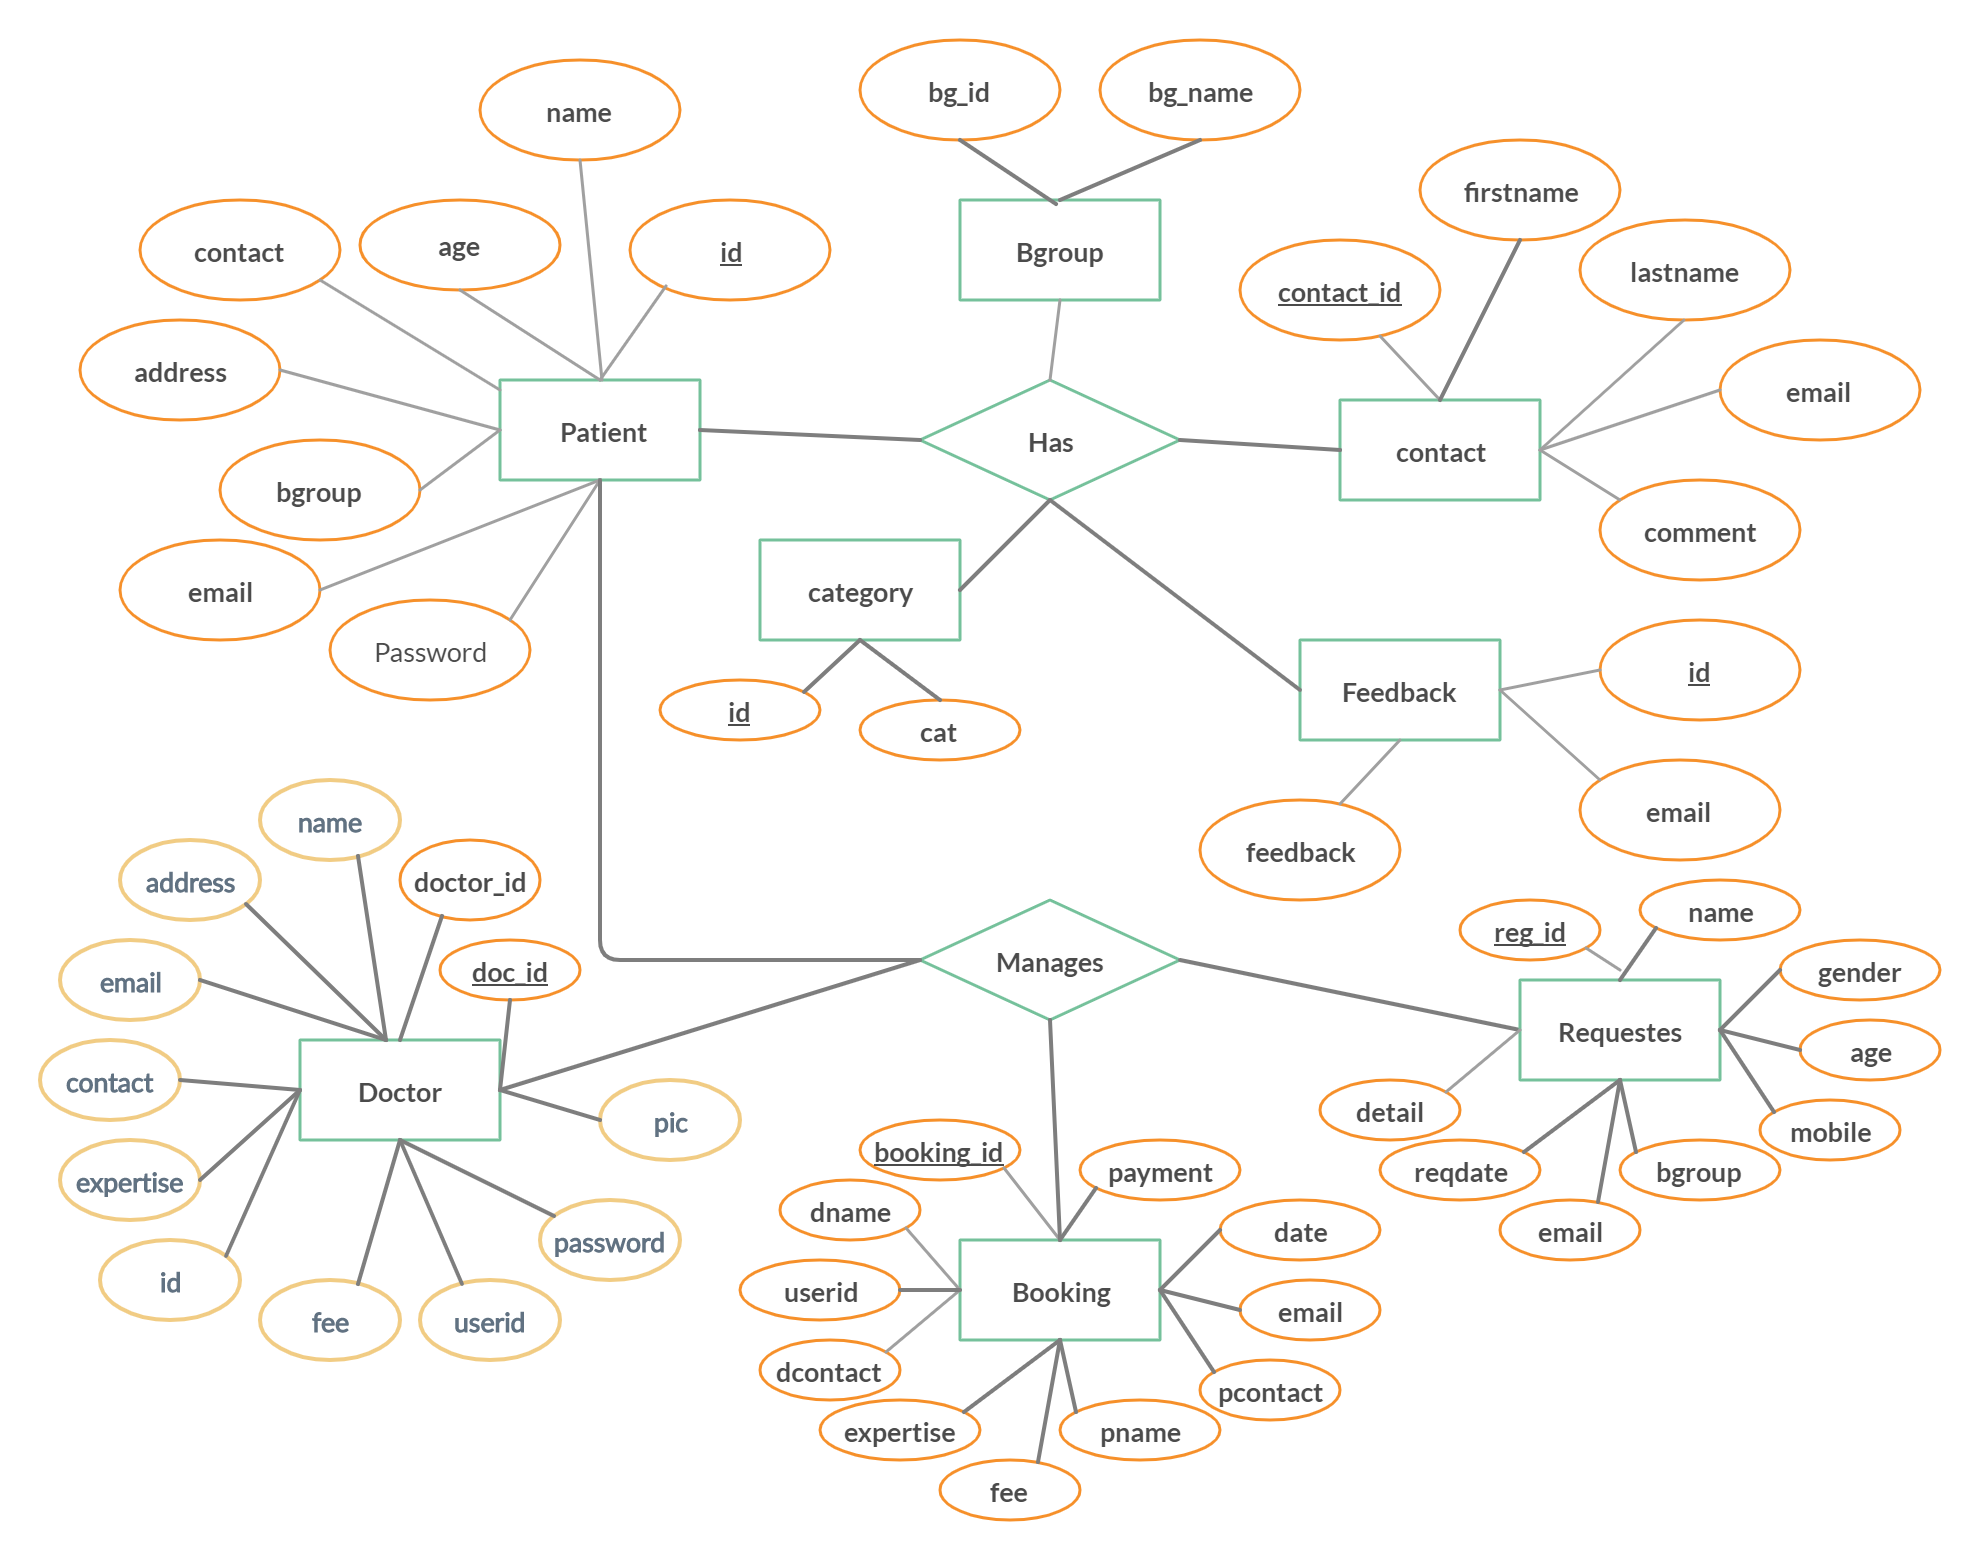 bg_id
bg_name
name
firstname
contact
age
id
Bgroup
lastname
contact_id
address
email
Patient
Has
contact
bgroup
comment
email
category
Password
id
cat
Feedback
id
email
feedback
name
address
doctor_id
doc_id
email
Manages
reg_id
name
gender
Requestes
age
contact
Doctor
pic
detail
mobile
expertise
booking_id
payment
reqdate
bgroup
id
password
dname
date
email
fee
userid
userid
Booking
email
dcontact
pcontact
expertise
pname
fee